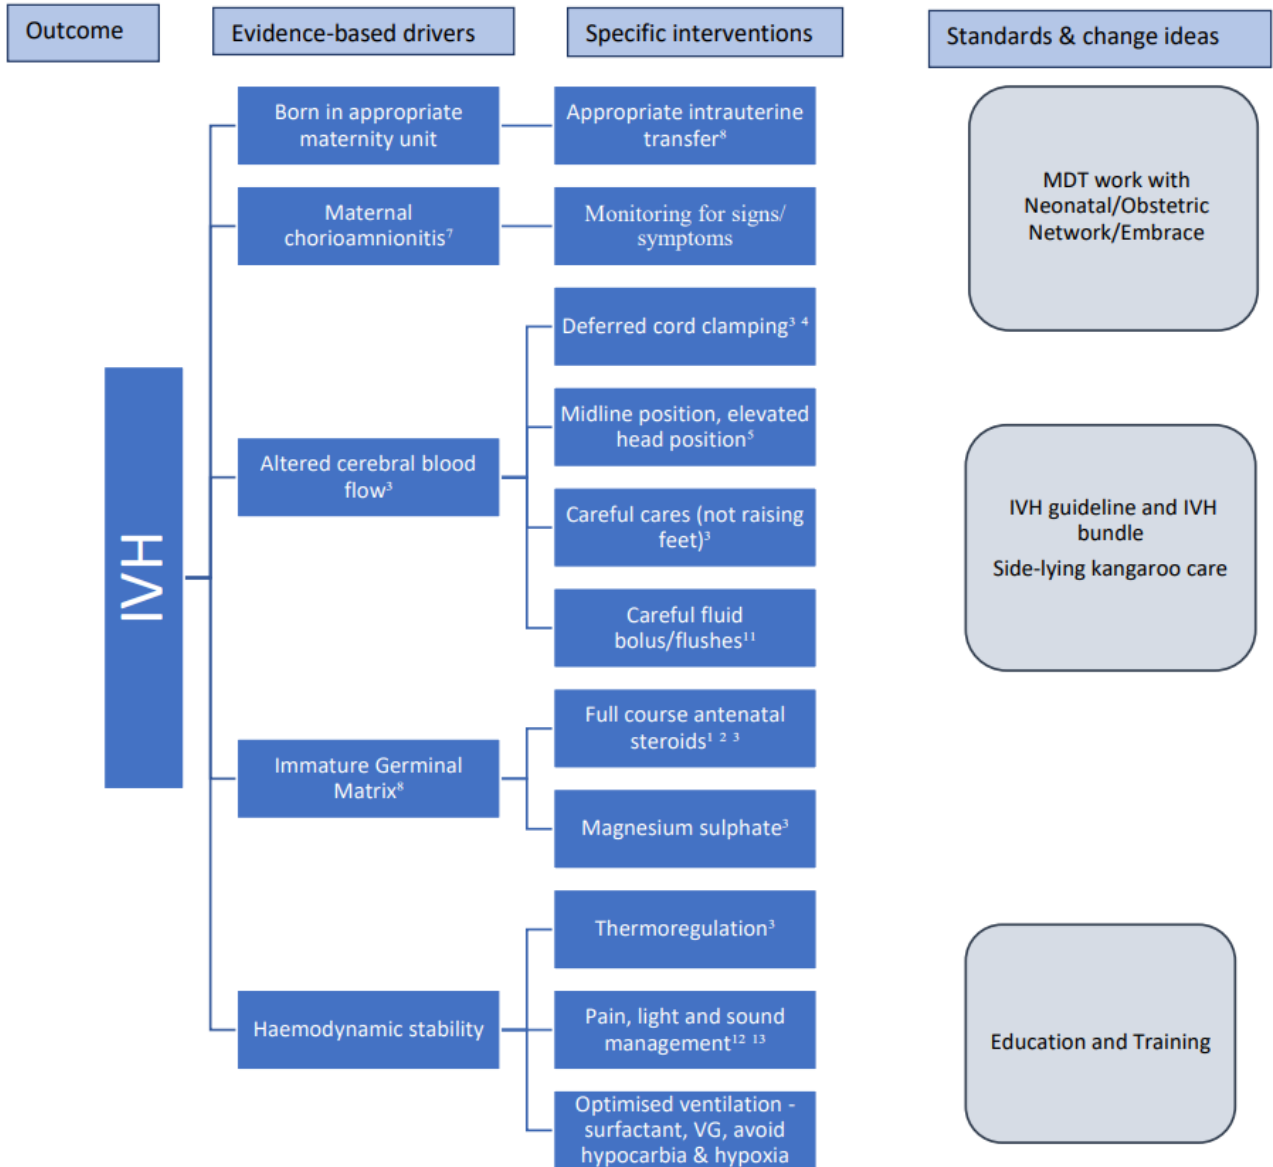 Outcome
Evidence-based drivers
Specific interventions
Standards & change ideas
IVH
Born in appropriate
maternity unit
Appropriate intrauterine
transfer⁸
Maternal
chorioamnionitis⁷
Monitoring for signs/
symptoms
Altered cerebral blood
flow³
Deferred cord clamping³ ⁴
Midline position, elevated
head position⁵
Careful cares (not raising
feet)³
Careful fluid
bolus/flushes¹¹
Immature Germinal
Matrix⁸
Full course antenatal
steroids¹ ² ³
Magnesium sulphate³
Haemodynamic stability
Thermoregulation³
Pain, light and sound
management¹² ¹³
Optimised ventilation -
surfactant, VG, avoid
hypocarbia & hypoxia
MDT work with
Neonatal/Obstetric
Network/Embrace
IVH guideline and IVH
bundle
Side-lying kangaroo care
Education and Training